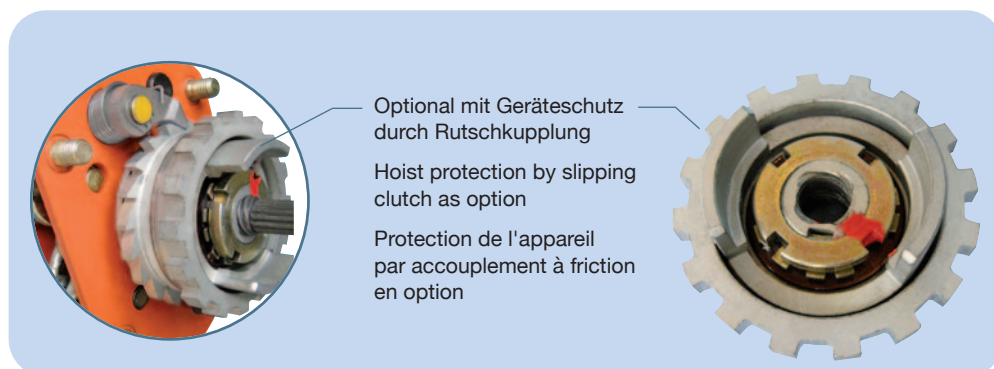 Optional mit Geräteschutz
durch Rutschkupplung
Hoist protection by slipping
clutch as option
Protection de l'appareil
par accouplement à friction
en option